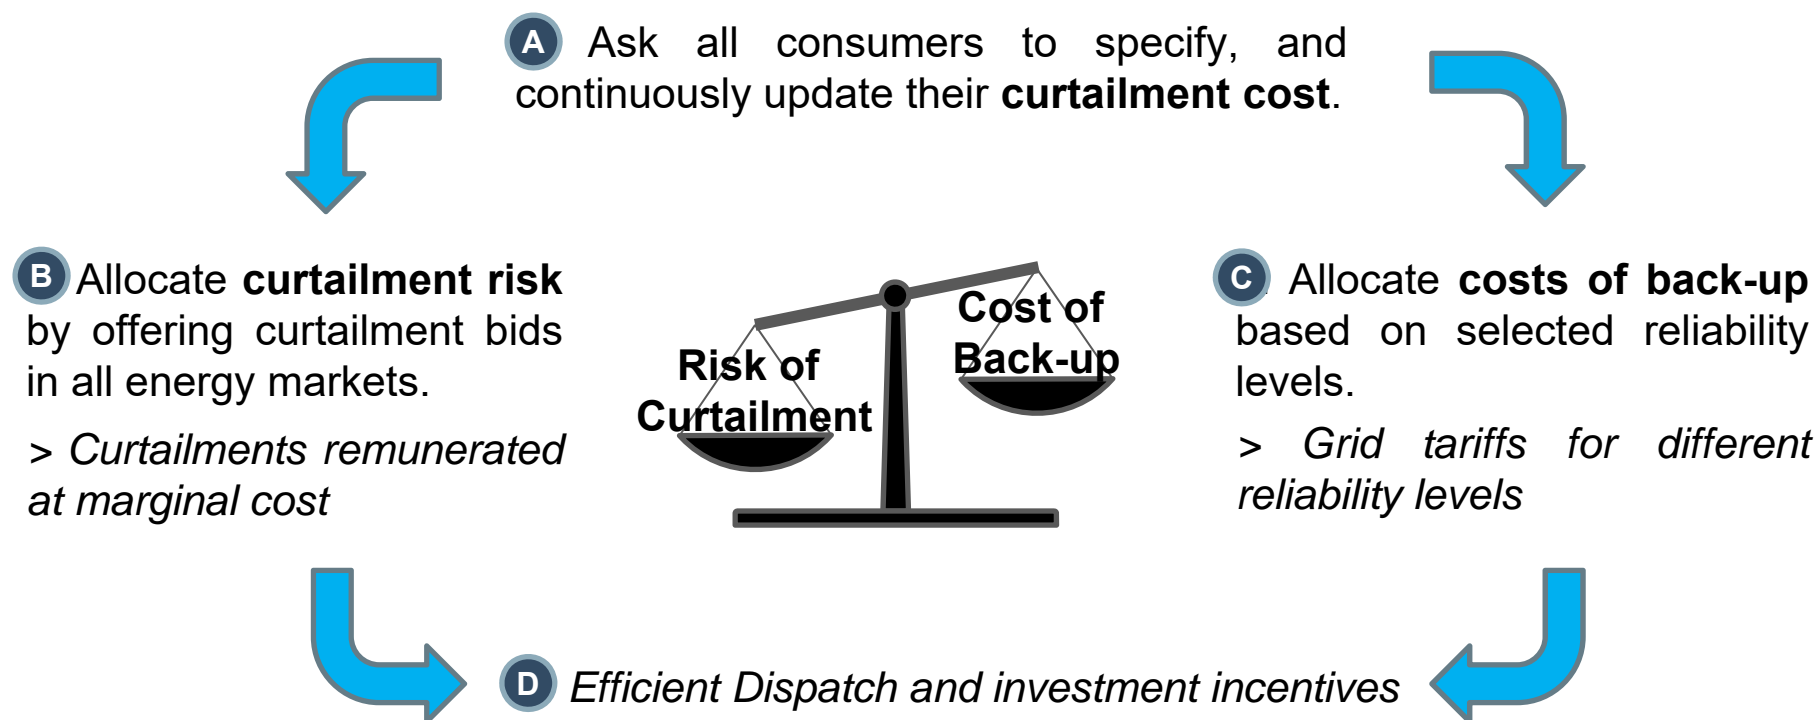 A Ask all consumers to specify, and
continuously update their curtailment cost.
B Allocate curtailment risk
by offering curtailment bids
in all energy markets.
> Curtailments remunerated
at marginal cost
Risk of
Curtailment
Cost of
Back-up
C Allocate costs of back-up
based on selected reliability
levels.
> Grid tariffs for different
reliability levels
D Efficient Dispatch and investment incentives